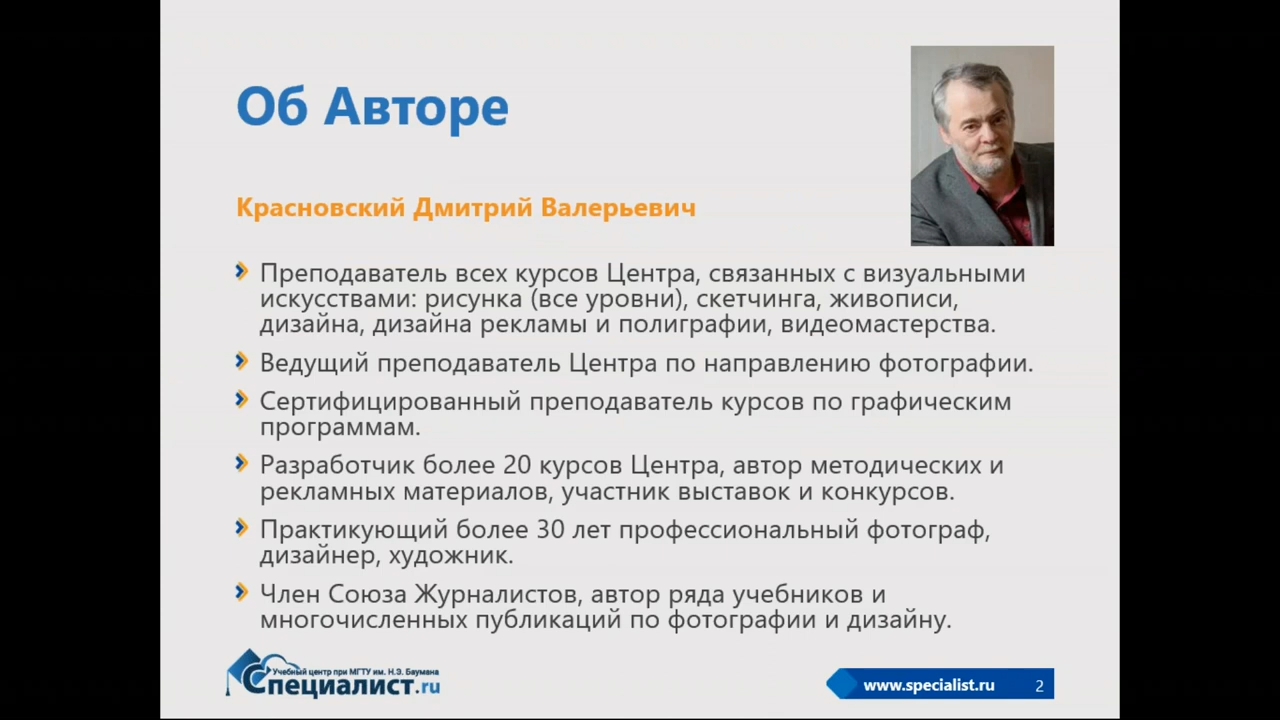 Об Авторе
Красновский Дмитрий Валерьевич
Преподаватель всех курсов Центра, связанных с визуальными
искусствами: рисунка (все уровни), скетчинга, живописи,
дизайна, дизайна рекламы и полиграфии, видеомастерства.
Ведущий преподаватель Центра по направлению фотографии.
Сертифицированный преподаватель курсов по графическим
программам.
Разработчик более 20 курсов Центра, автор методических и
рекламных материалов, участник выставок и конкурсов.
Практикующий более 30 лет профессиональный фотограф,
дизайнер, художник.
Член Союза Журналистов, автор ряда учебников и
многочисленных публикаций по фотографии и дизайну.
Учебный центр при МГТУ им. Н.Э. Баумана
Специалист.ru
www.specialist.ru 2